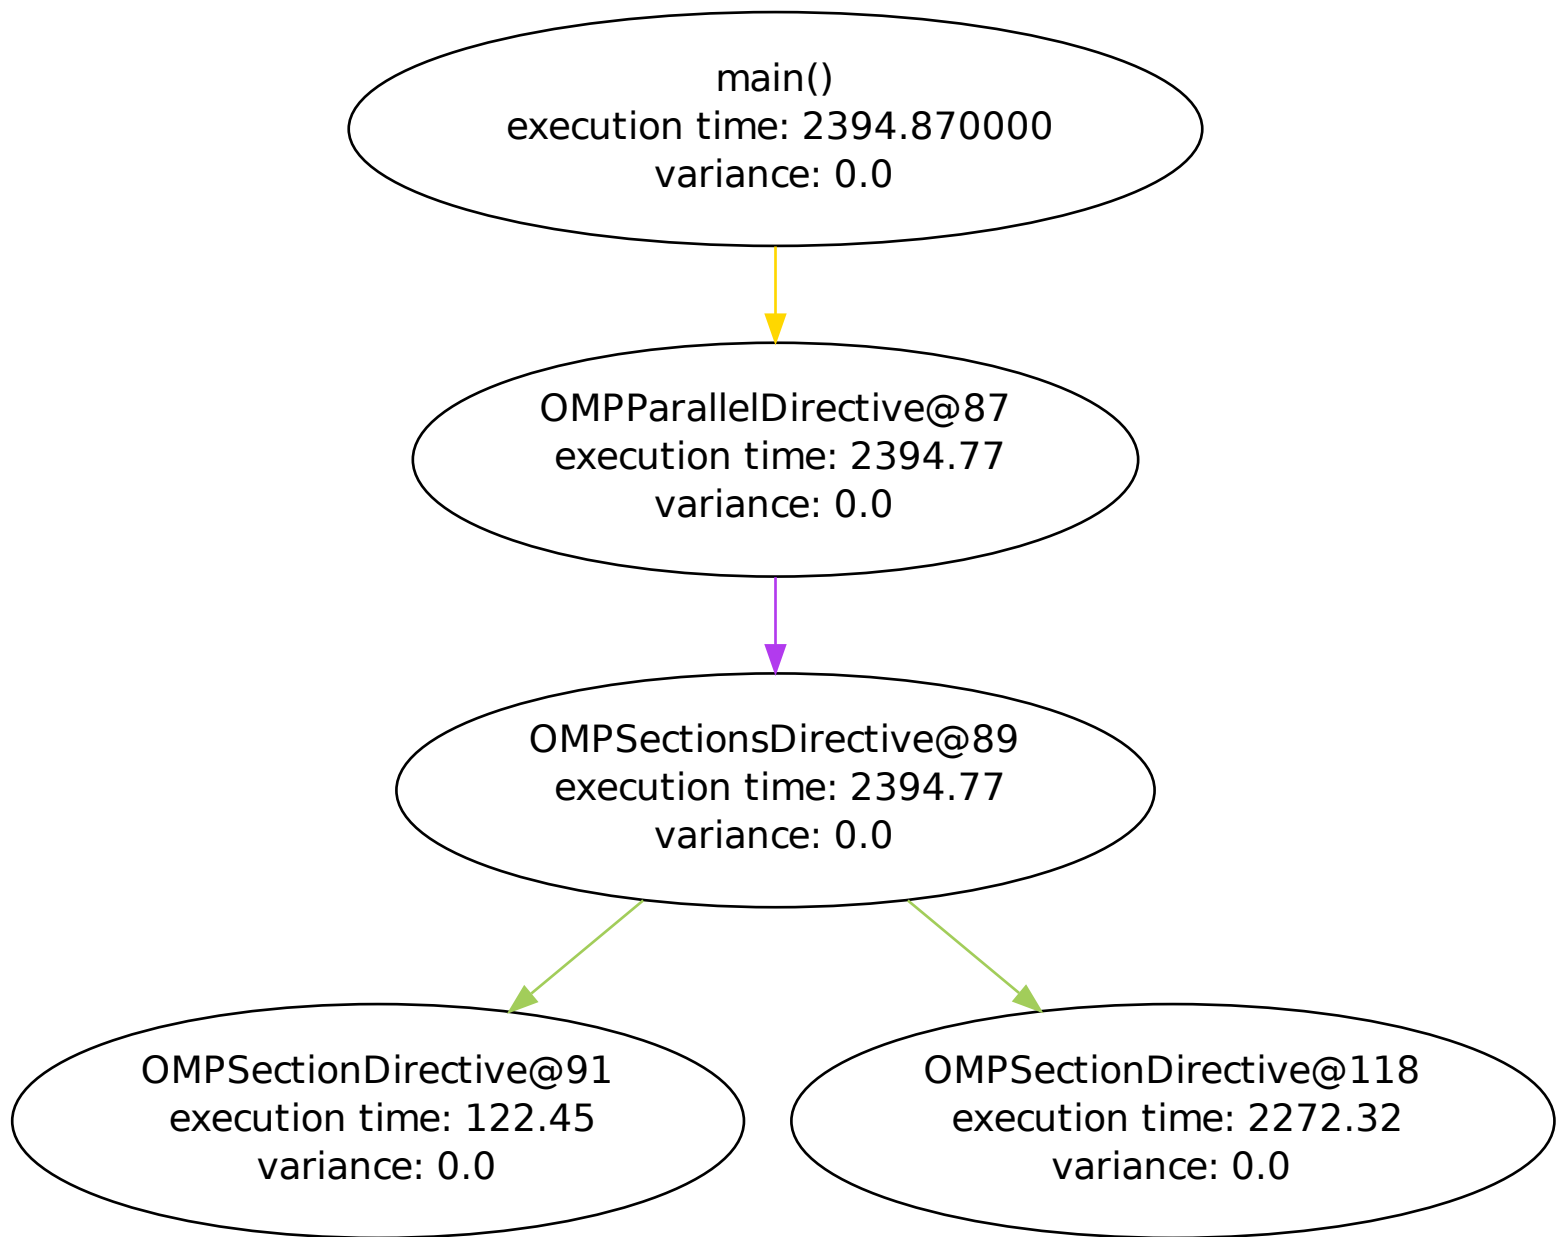 main()
execution time: 2394.870000
variance: 0.0
OMPParallelDirective@87
execution time: 2394.77
variance: 0.0
OMPSectionsDirective@89
execution time: 2394.77
variance: 0.0
OMPSectionDirective@91
execution time: 122.45
variance: 0.0
OMPSectionDirective@118
execution time: 2272.32
variance: 0.0